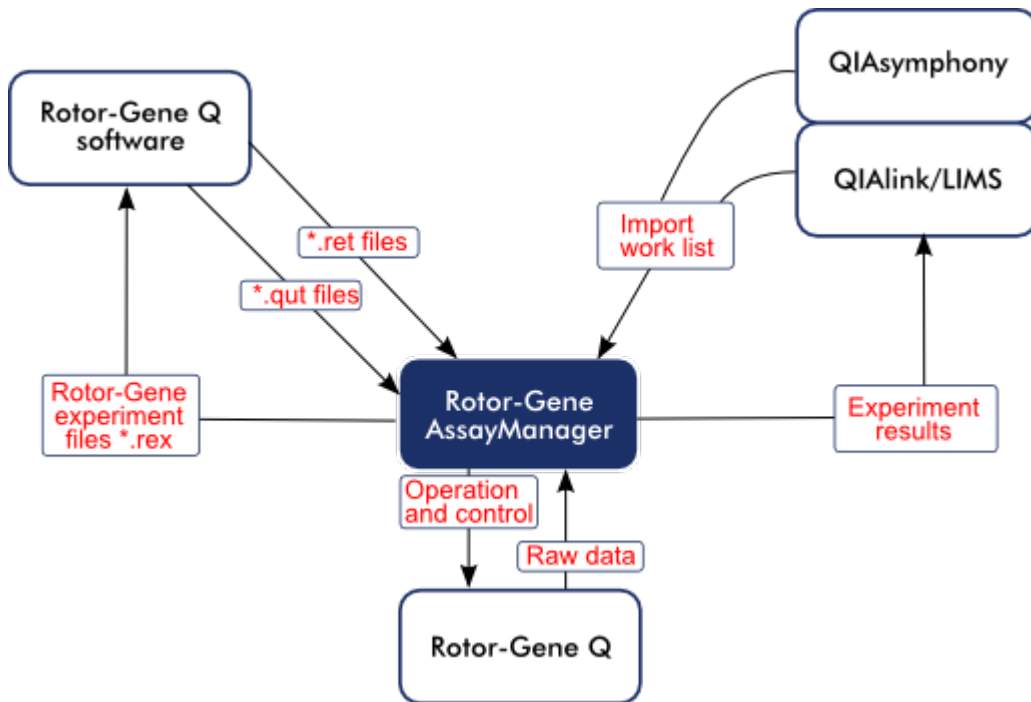 QIAsymphony
Rotor-Gene Q
software
QIAlink/LIMS
Import
work list
*.ret files
*.qut files
Rotor-Gene
experiment
files *.rex
Rotor-Gene
AssayManager
Experiment
results
Operation
and control
Raw data
Rotor-Gene Q